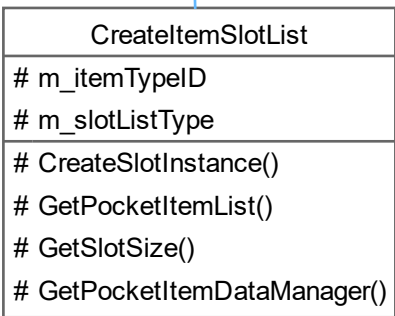 CreateItemSlotList
# m_itemTypeID
# m_slotListType
# CreateSlotInstance()
# GetPocketItemList()
# GetSlotSize()
# GetPocketItemDataManager()